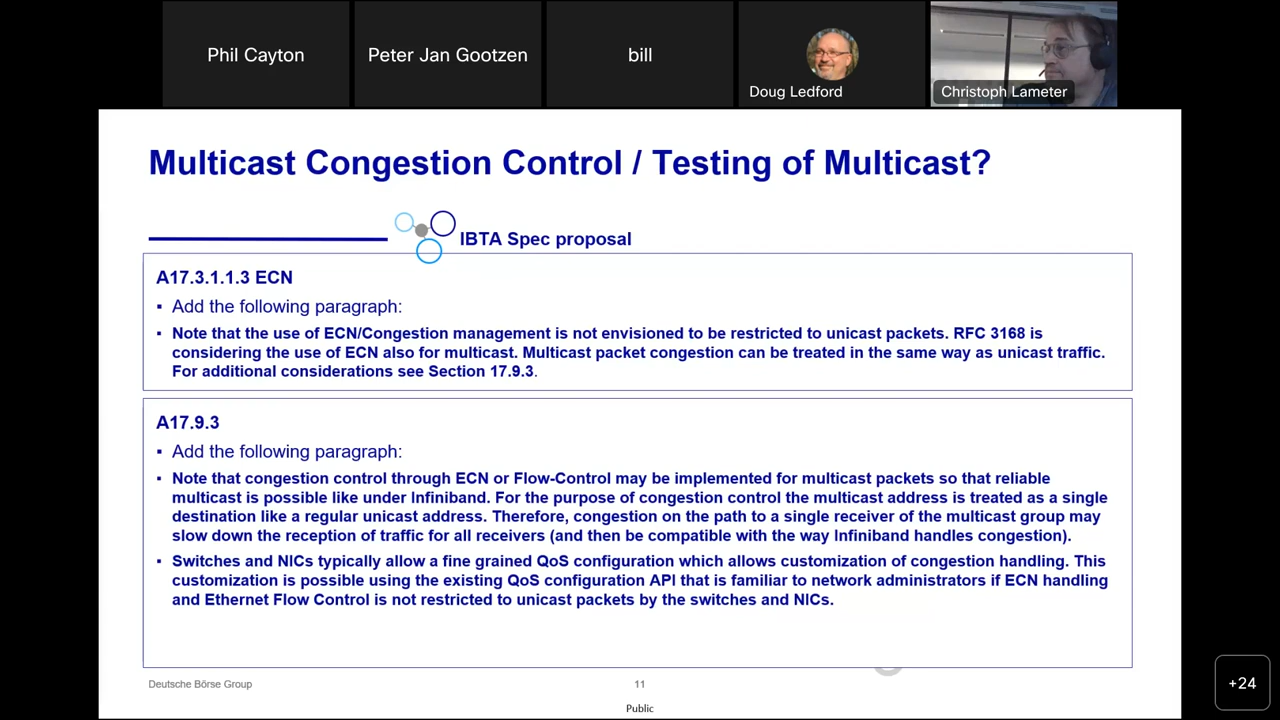 Phil Cayton
Peter Jan Gootzen
bill
Doug Ledford
Christoph Lameter
Multicast Congestion Control / Testing of Multicast?
IBTA Spec proposal
A17.3.1.1.3 ECN
▪ Add the following paragraph:
▪ Note that the use of ECN/Congestion management is not envisioned to be restricted to unicast packets. RFC 3168 is
considering the use of ECN also for multicast. Multicast packet congestion can be treated in the same way as unicast traffic.
For additional considerations see Section 17.9.3.
A17.9.3
▪ Add the following paragraph:
▪ Note that congestion control through ECN or Flow-Control may be implemented for multicast packets so that reliable
multicast is possible like under Infiniband. For the purpose of congestion control the multicast address is treated as a single
destination like a regular unicast address. Therefore, congestion on the path to a single receiver of the multicast group may
slow down the reception of traffic for all receivers (and then be compatible with the way Infiniband handles congestion).
▪ Switches and NICs typically allow a fine grained QoS configuration which allows customization of congestion handling. This
customization is possible using the existing QoS configuration API that is familiar to network administrators if ECN handling
and Ethernet Flow Control is not restricted to unicast packets by the switches and NICs.
Deutsche Börse Group
11
Public
+24